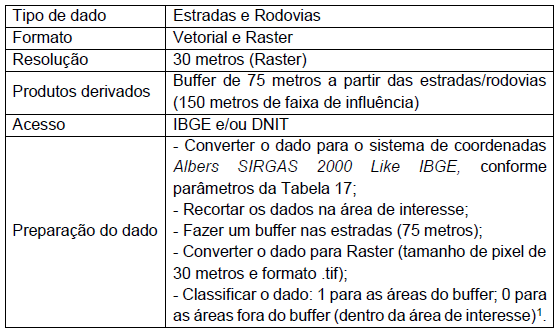 Tipo de dado Estradas e Rodovias
Formato Vetorial e Raster
Resolução 30 metros (Raster)
Produtos derivados Buffer de 75 metros a partir das estradas/rodovias
(150 metros de faixa de influência)
Acesso IBGE e/ou DNIT
Preparação do dado
- Converter o dado para o sistema de coordenadas
Albers SIRGAS 2000 Like IBGE, conforme
parâmetros da Tabela 17;
- Recortar os dados na área de interesse;
- Fazer um buffer nas estradas (75 metros);
- Converter o dado para Raster (tamanho de pixel de
30 metros e formato .tif);
- Classificar o dado: 1 para as áreas do buffer; 0 para
as áreas fora do buffer (dentro da área de interesse)¹.